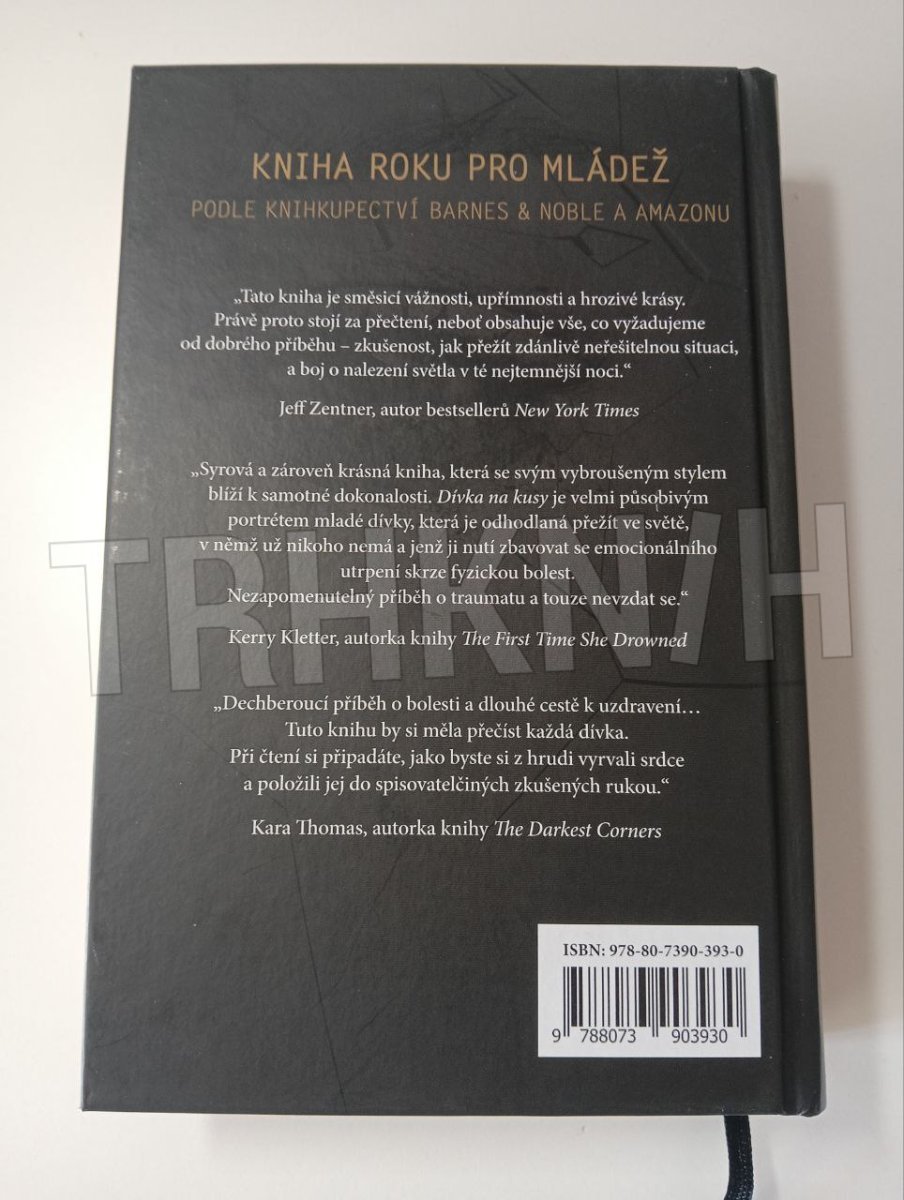 KNIHA ROKU PRO MLÁDEŽ
PODLE KNIHKUPECTVÍ BARNES & NOBLE A AMAZONU
„Tato kniha je směsicí vážnosti, upřímnosti a hrozivé krásy.
Právě proto stojí za přečtení, neboť obsahuje vše, co vyžadujeme
od dobrého příběhu – zkušenost, jak přežít zdánlivě neřešitelnou situaci,
a boj o nalezení světla v té nejtemnější noci.“
Jeff Zentner, autor bestsellerů New York Times
„Syrová a zároveň krásná kniha, která se svým vybroušeným stylem
blíží k samotné dokonalosti. Dívka na kusy je velmi působivým
portrétem mladé dívky, která je odhodlaná přežít ve světě,
v němž už nikoho nemá a jenž ji nutí zbavovat se emocionálního
utrpení skrze fyzickou bolest.
Nezapomenutelný příběh o traumatu a touze nevzdat se.“
TRHKNIH
Kerry Kletter, autorka knihy The First Time She Drowned
„Dechberoucí příběh o bolesti a dlouhé cestě k uzdravení…
Tuto knihu by si měla přečíst každá dívka.
Při čtení si připadáte, jako byste si z hrudi vyrvali srdce
a položili jej do spisovatelčiných zkušených rukou.“
Kara Thomas, autorka knihy The Darkest Corners
ISBN: 978-80-7390-393-0
9 788073 903930